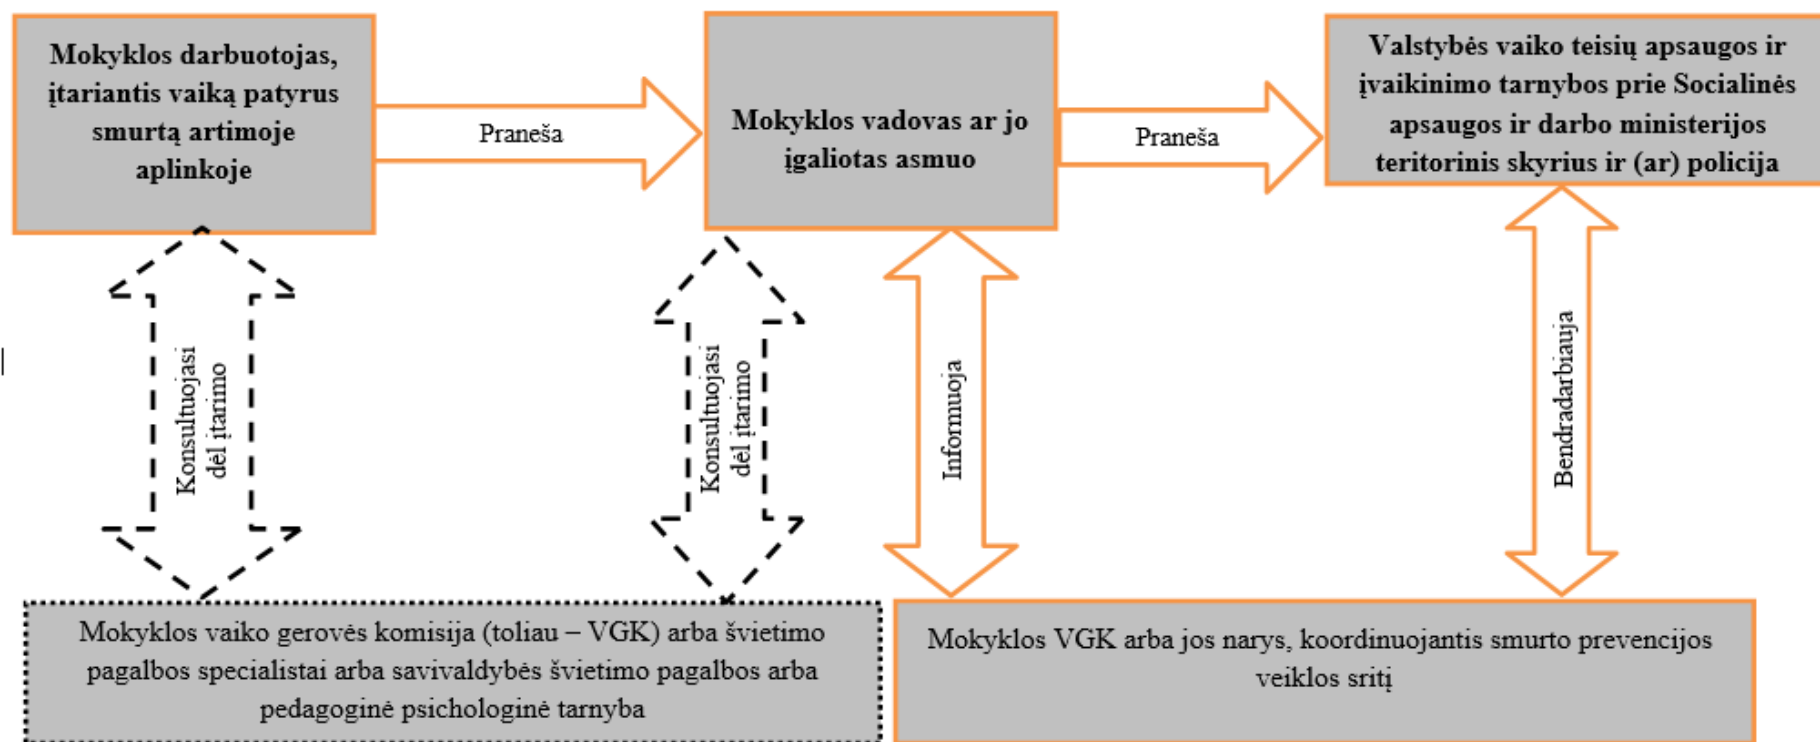 Mokyklos darbuotojas,
įtariantis vaiką patyrus
smurtą artimoje
aplinkoje
Praneša
Mokyklos vadovas ar jo
įgaliotas asmuo
Praneša
Valstybės vaiko teisių apsaugos ir
įvaikinimo tarnybos prie Socialinės
apsaugos ir darbo ministerijos
teritorinis skyrius ir (ar) policija
Konsultuojasi
dėl įtarimo
Konsultuojasi
dėl įtarimo
Informuoja
Bendradarbiauja
Mokyklos vaiko gerovės komisija (toliau – VGK) arba švietimo
pagalbos specialistai arba savivaldybės švietimo pagalbos arba
pedagoginė psichologinė tarnyba
Mokyklos VGK arba jos narys, koordinuojantis smurto prevencijos
veiklos sritį